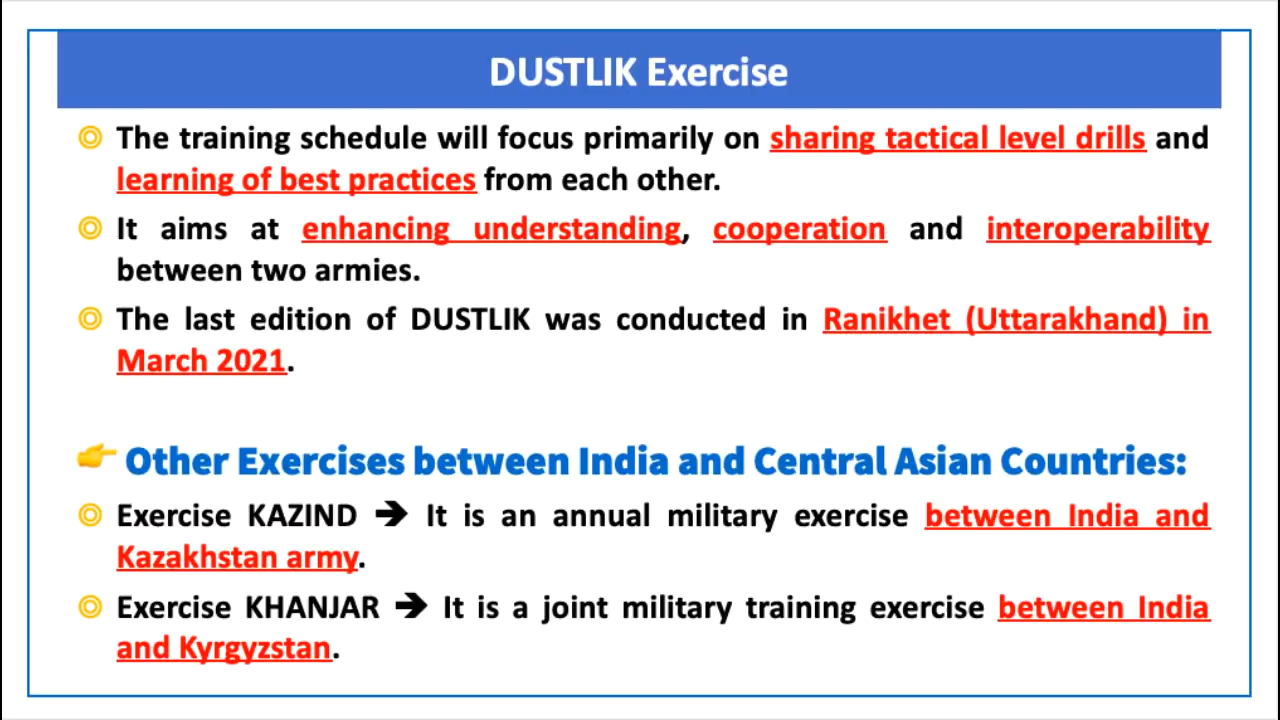 DUSTLIK Exercise
The training schedule will focus primarily on sharing tactical level drills and
learning of best practices from each other.
It aims at enhancing understanding, cooperation and interoperability
between two armies.
The last edition of DUSTLIK was conducted in Ranikhet (Uttarakhand) in
March 2021.
👉 Other Exercises between India and Central Asian Countries:
Exercise KAZIND ➔ It is an annual military exercise between India and
Kazakhstan army.
Exercise KHANJAR ➔ It is a joint military training exercise between India
and Kyrgyzstan.